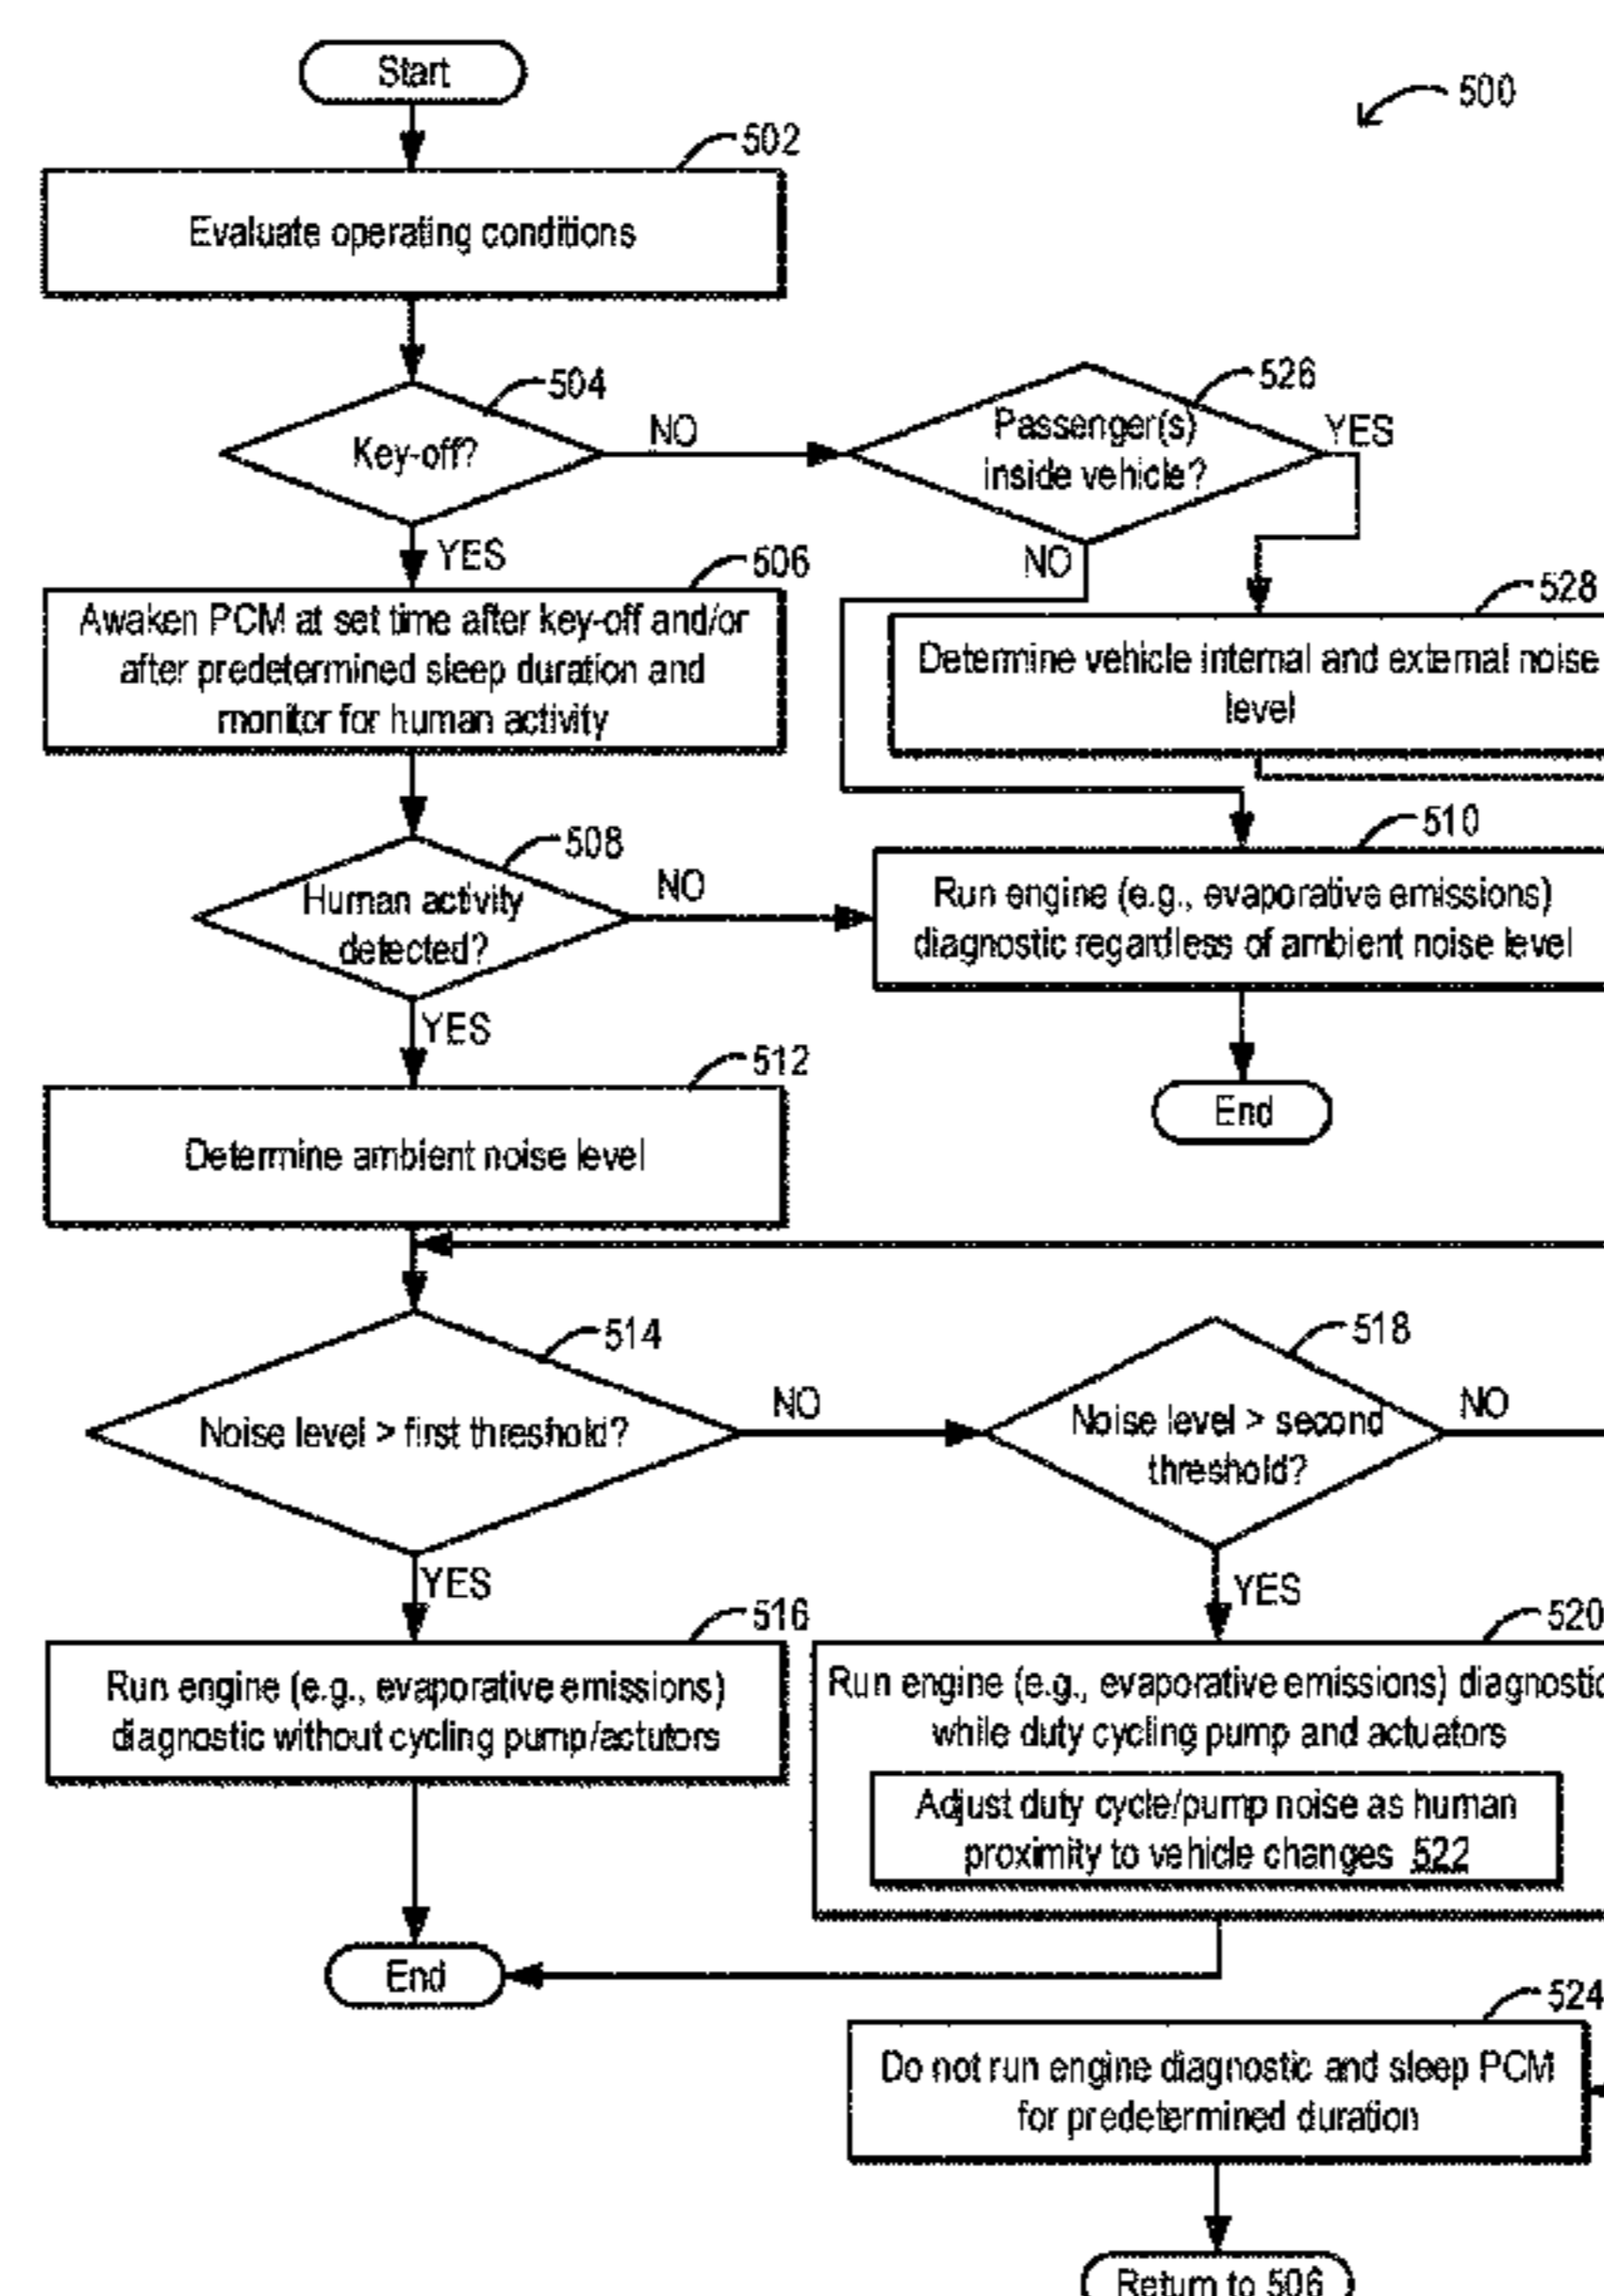 Start
500
502
Evaluate operating conditions
504
Key-off?
NO
526
Passenger(s)
inside vehicle?
YES
NO
YES
506
Awaken PCM at set time after key-off and/or
after predetermined sleep duration and
monitor for human activity
528
Determine vehicle internal and external noise
level
508
Human activity
detected?
NO
510
Run engine (e.g., evaporative emissions)
diagnostic regardless of ambient noise level
End
YES
512
Determine ambient noise level
514
Noise level > first threshold?
NO
518
Noise level > second
threshold?
NO
YES
516
Run engine (e.g., evaporative emissions)
diagnostic without cycling pump/actutors
YES
520
Run engine (e.g., evaporative emissions) diagnostic
while duty cycling pump and actuators
Adjust duty cycle/pump noise as human
proximity to vehicle changes 522
End
524
Do not run engine diagnostic and sleep PCM
for predetermined duration
Return to 506